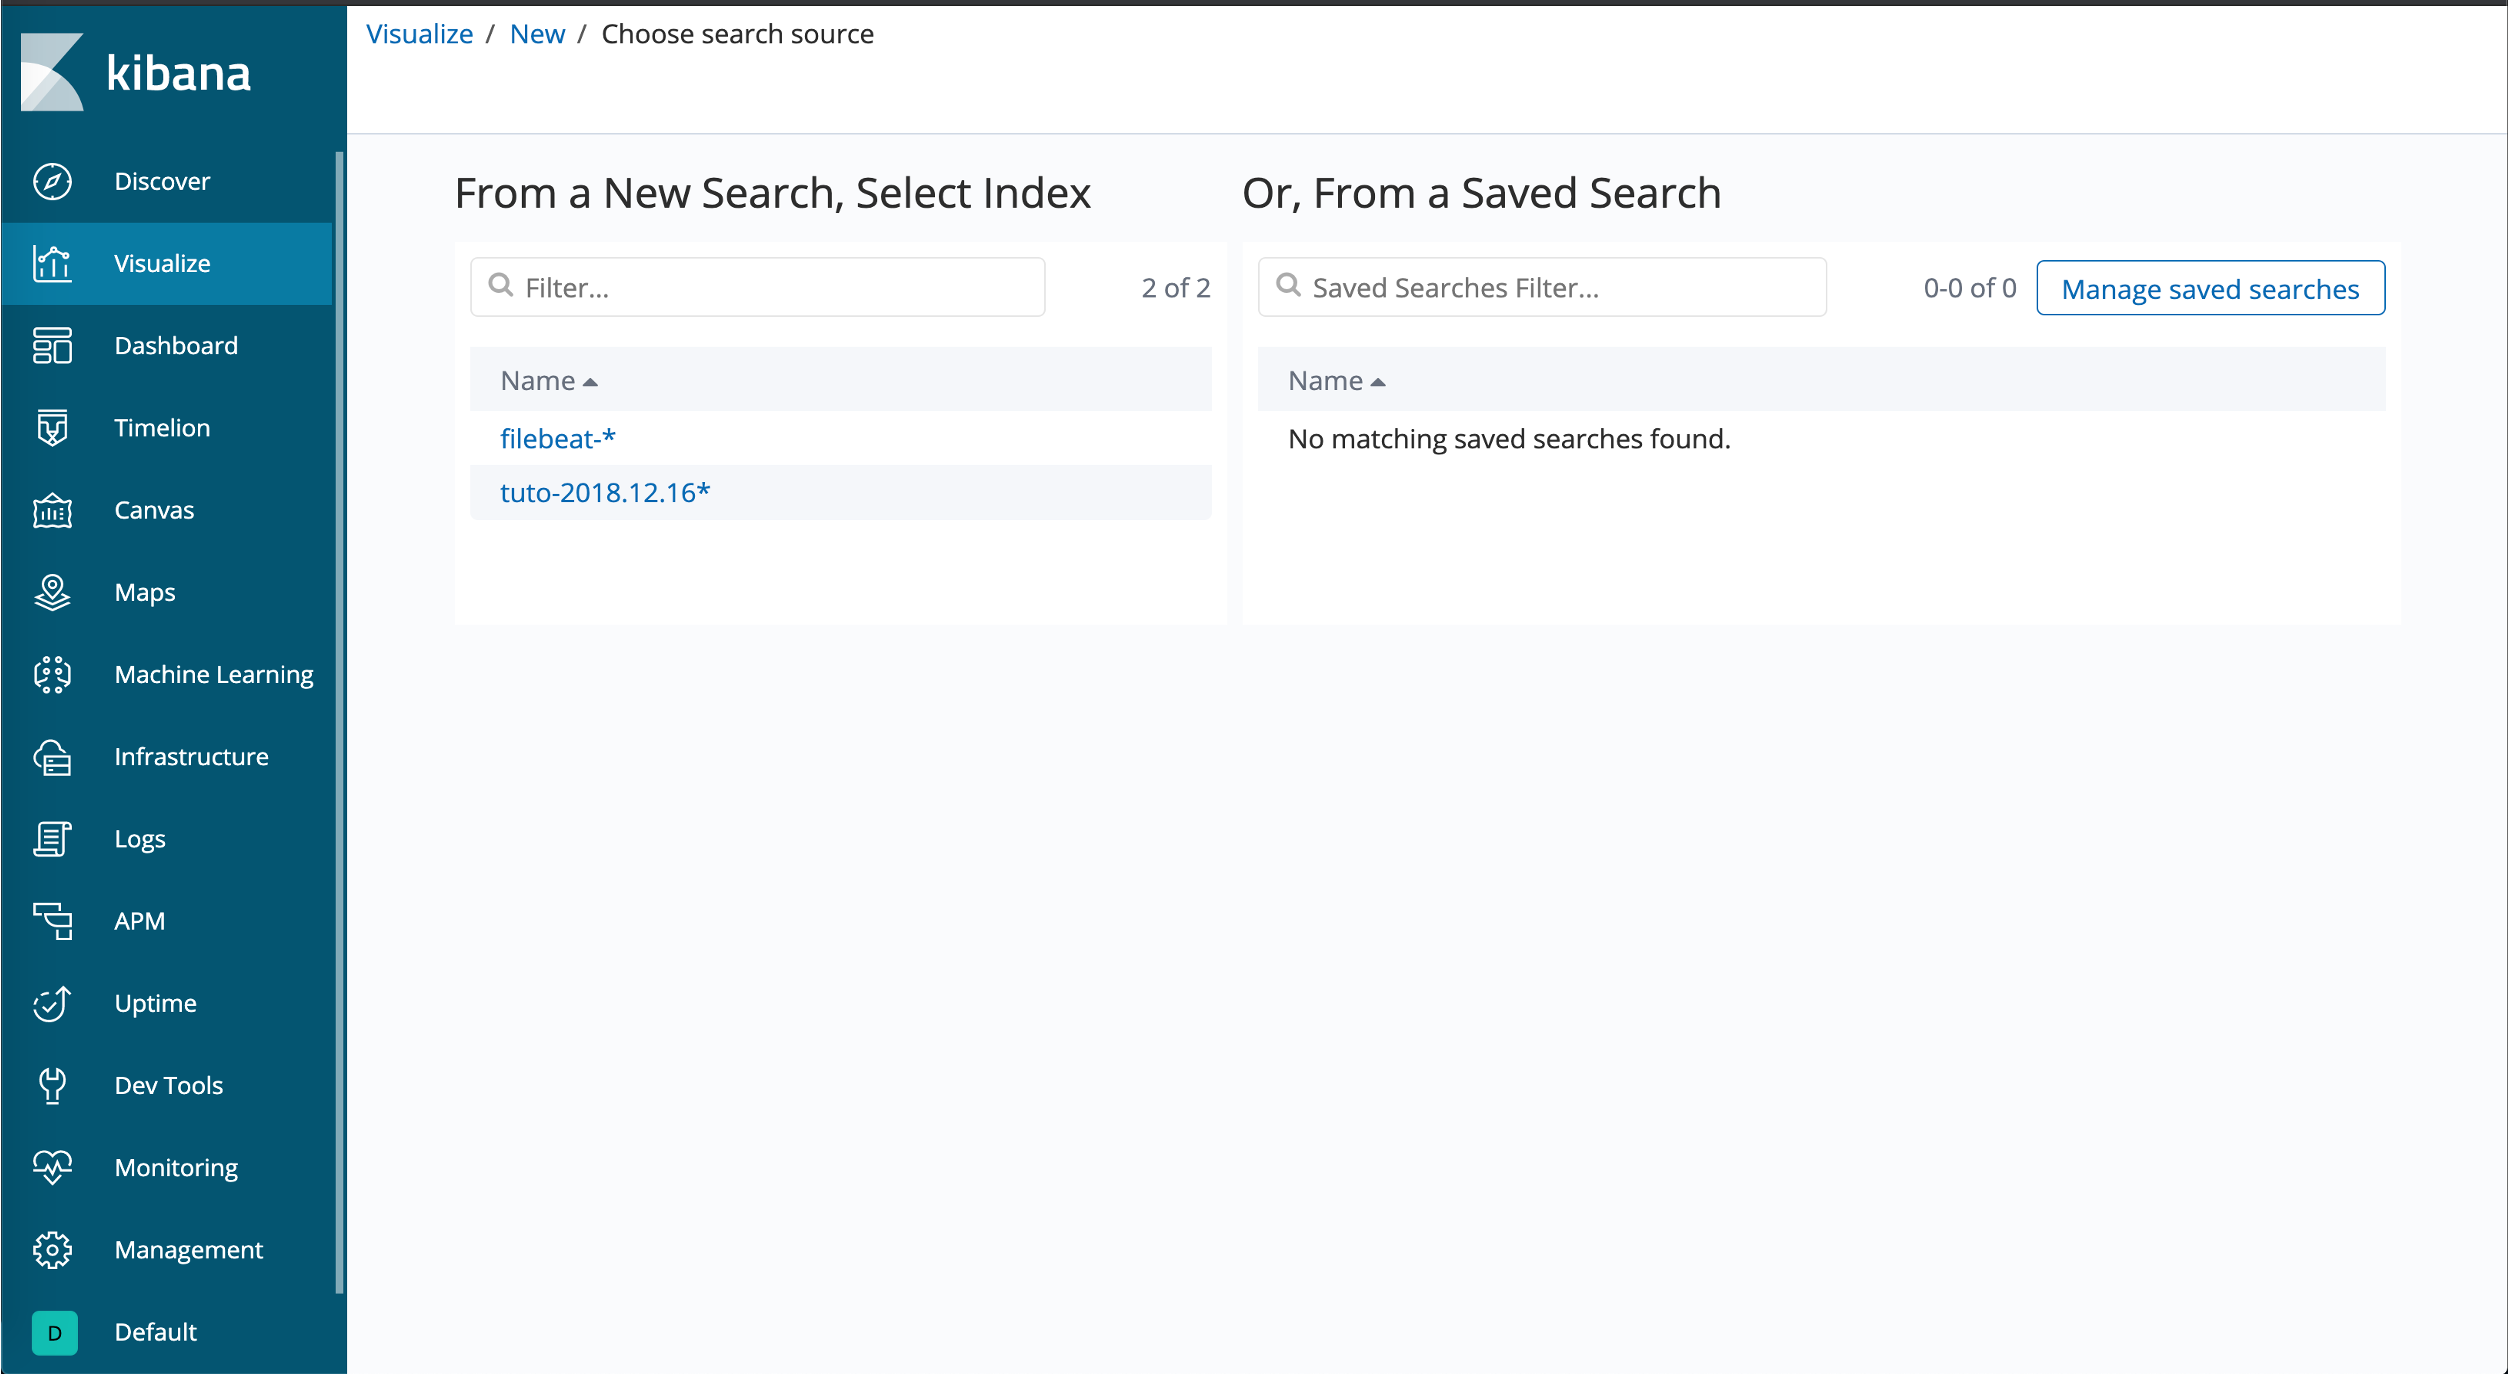 kibana
Discover
Visualize
Dashboard
Timelion
Canvas
Maps
Machine Learning
Infrastructure
Logs
APM
Uptime
Dev Tools
Monitoring
Management
D Default
Visualize / New / Choose search source
From a New Search, Select Index
Filter...
2 of 2
Name
filebeat-*
tuto-2018.12.16*
Or, From a Saved Search
Saved Searches Filter...
0-0 of 0
Manage saved searches
Name
No matching saved searches found.